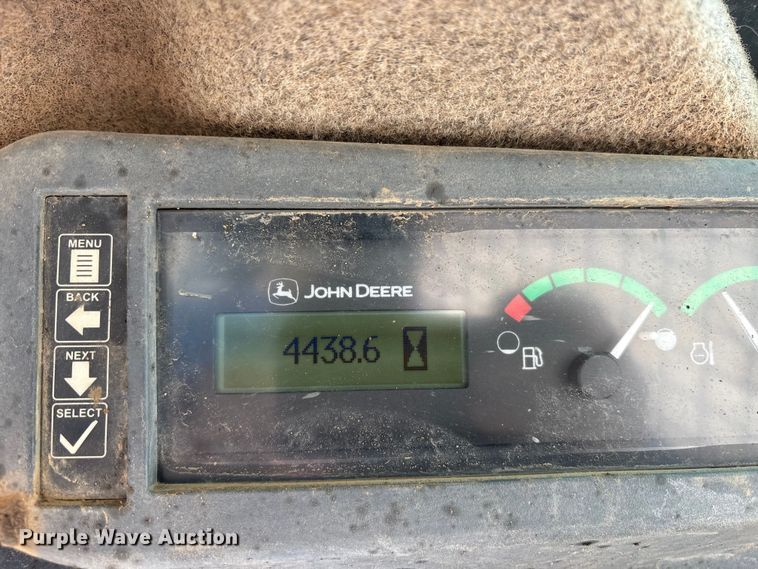 MENU
BACK
NEXT
SELECT
JOHN DEERE
4438.6
Purple Wave Auction